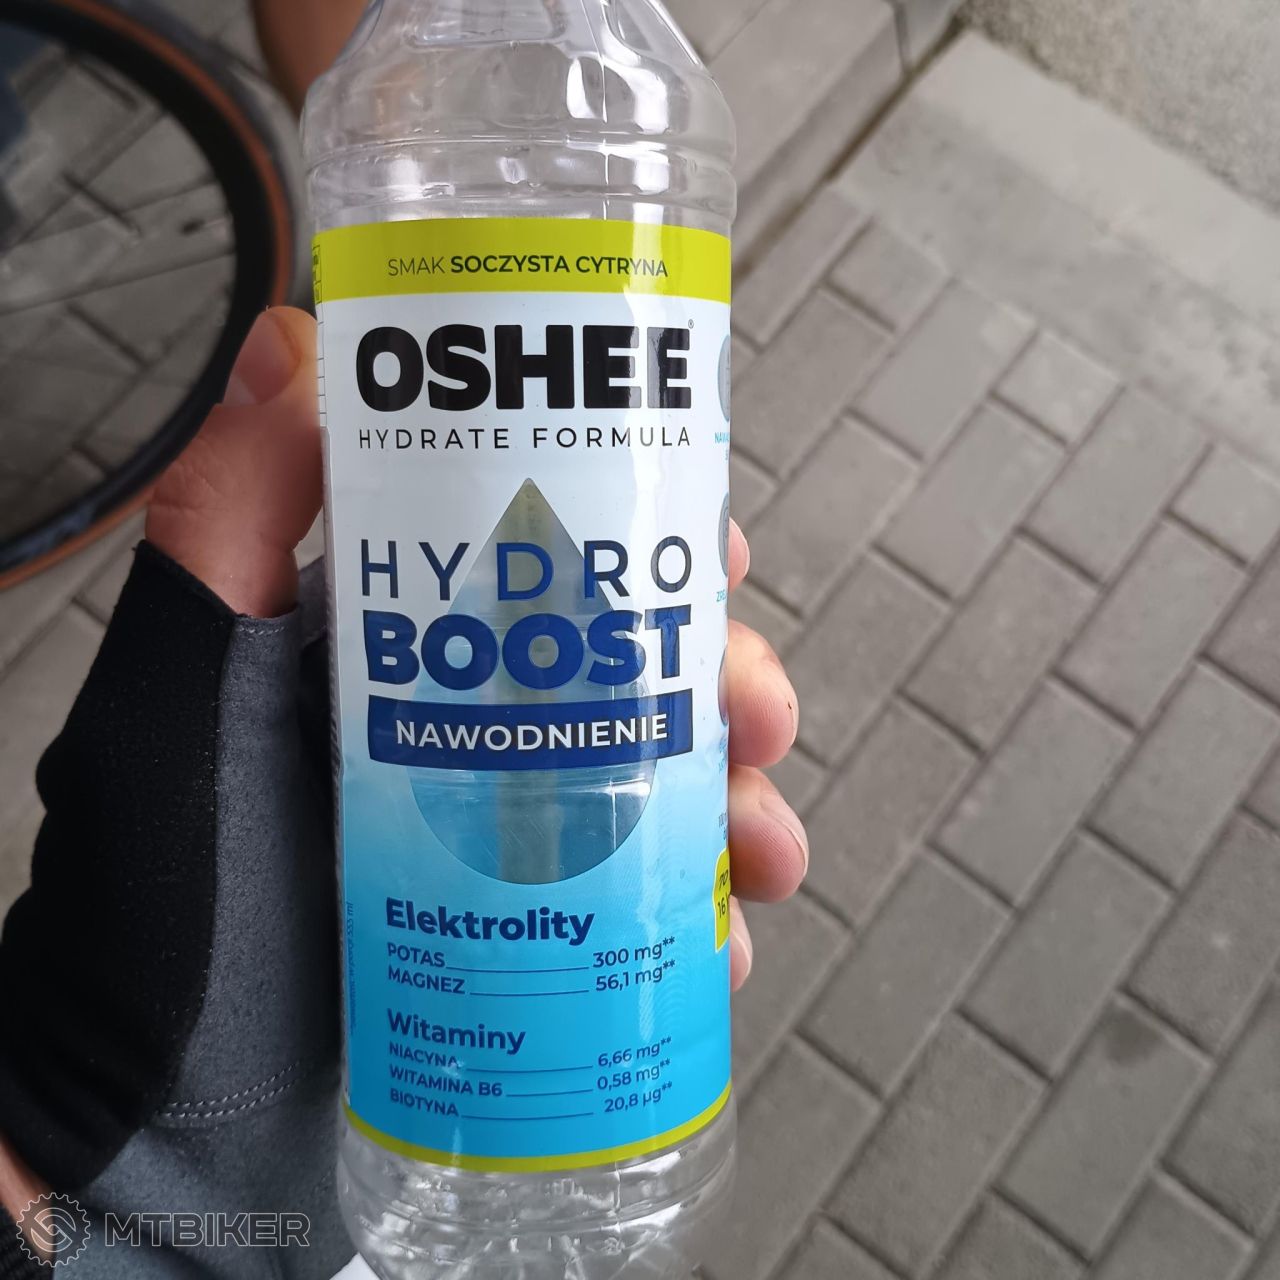 SMAK SOCZYSTA CYTRYNA
OSHEE®
HYDRATE FORMULA
HYDRO
BOOST
NAWODNIENIE
Elektrolity
POTAS 300 mg**
MAGNEZ 56,1 mg**
Witaminy
NIACYNA 6,66 mg**
WITAMINA B6 0,58 mg**
BIOTYNA 20,8 µg**
16
MTBIKER